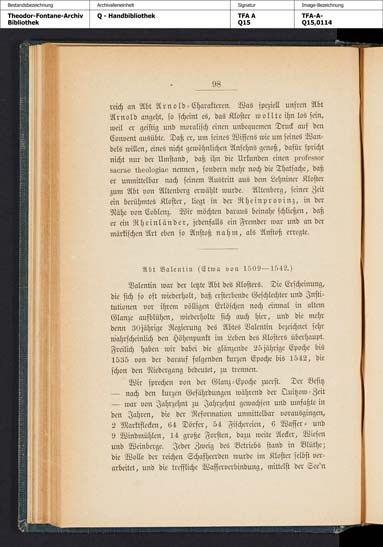 Bestandsbezeichnung Archivalieneinheit Signatur Image-Bezeichnung
Theodor-Fontane-Archiv Q - Handbibliothek TFA A TFA-A-
Bibliothek Q15 Q15,0114
98
reich an Abt Arnold-Charakteren. Was speziell unsren Abt
Arnold angeht, so scheint es, das Kloster wollte ihn los sein,
weil er geistig und moralisch einen unbequemen Druck auf den
Convent ausübte. Daß er, um seines Wissens wie um seines Wan-
dels willen, eines nicht gewöhnlichen Ansehns genoß, dafür spricht
nicht nur der Umstand, daß ihn die Urkunden einen professor
sacrae theologiae nennen, sondern mehr noch die Thatsache, daß
er unmittelbar nach seinem Austritt aus dem Lehniner Kloster
zum Abt von Altenberg erwählt wurde. Altenberg, seiner Zeit
ein berühmtes Kloster, liegt in der Rheinprovinz, in der
Nähe von Coblenz. Wir möchten daraus beinahe schließen, daß
er ein Rheinländer, jedenfalls ein Fremder war und an der
märkischen Art eben so Anstoß nahm, als Anstoß erregte.
Abt Valentin (Etwa von 1509—1542.)
Valentin war der letzte Abt des Klosters. Die Erscheinung,
die sich so oft wiederholt, daß ersterbende Geschlechter und Insti-
tutionen vor ihrem völligen Erlöschen noch einmal in altem
Glanze aufblühen, wiederholte sich auch hier, und die mehr
denn 30jährige Regierung des Abtes Valentin bezeichnet sehr
wahrscheinlich den Höhenpunkt im Leben des Klosters überhaupt.
Freilich haben wir dabei die glänzende 25jährige Epoche bis
1535 von der darauf folgenden kurzen Epoche bis 1542, die
schon den Niedergang bedeutet, zu trennen.
Wir sprechen von der Glanz-Epoche zuerst. Der Besitz
— nach den kurzen Gefährdungen während der Quitzow-Zeit
— war von Jahrzehnt zu Jahrzehnt gewachsen und umfaßte in
den Jahren, die der Reformation unmittelbar vorausgingen,
2 Marktflecken, 64 Dörfer, 54 Fischereien, 6 Wasser- und
9 Windmühlen, 14 große Forsten, dazu weite Aecker, Wiesen
und Weinberge. Jeder Zweig des Betriebs stand in Blüthe;
die Wolle der reichen Schafheerden wurde im Kloster selbst ver-
arbeitet, und die treffliche Wasserverbindung, mittelst der See'n